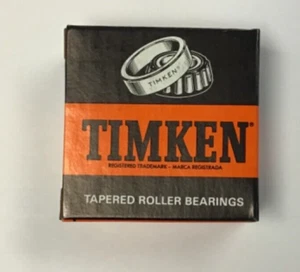 TIMKEN
TIMKEN®
REGISTERED TRADEMARK - MARCA REGISTRADA
TAPERED ROLLER BEARINGS